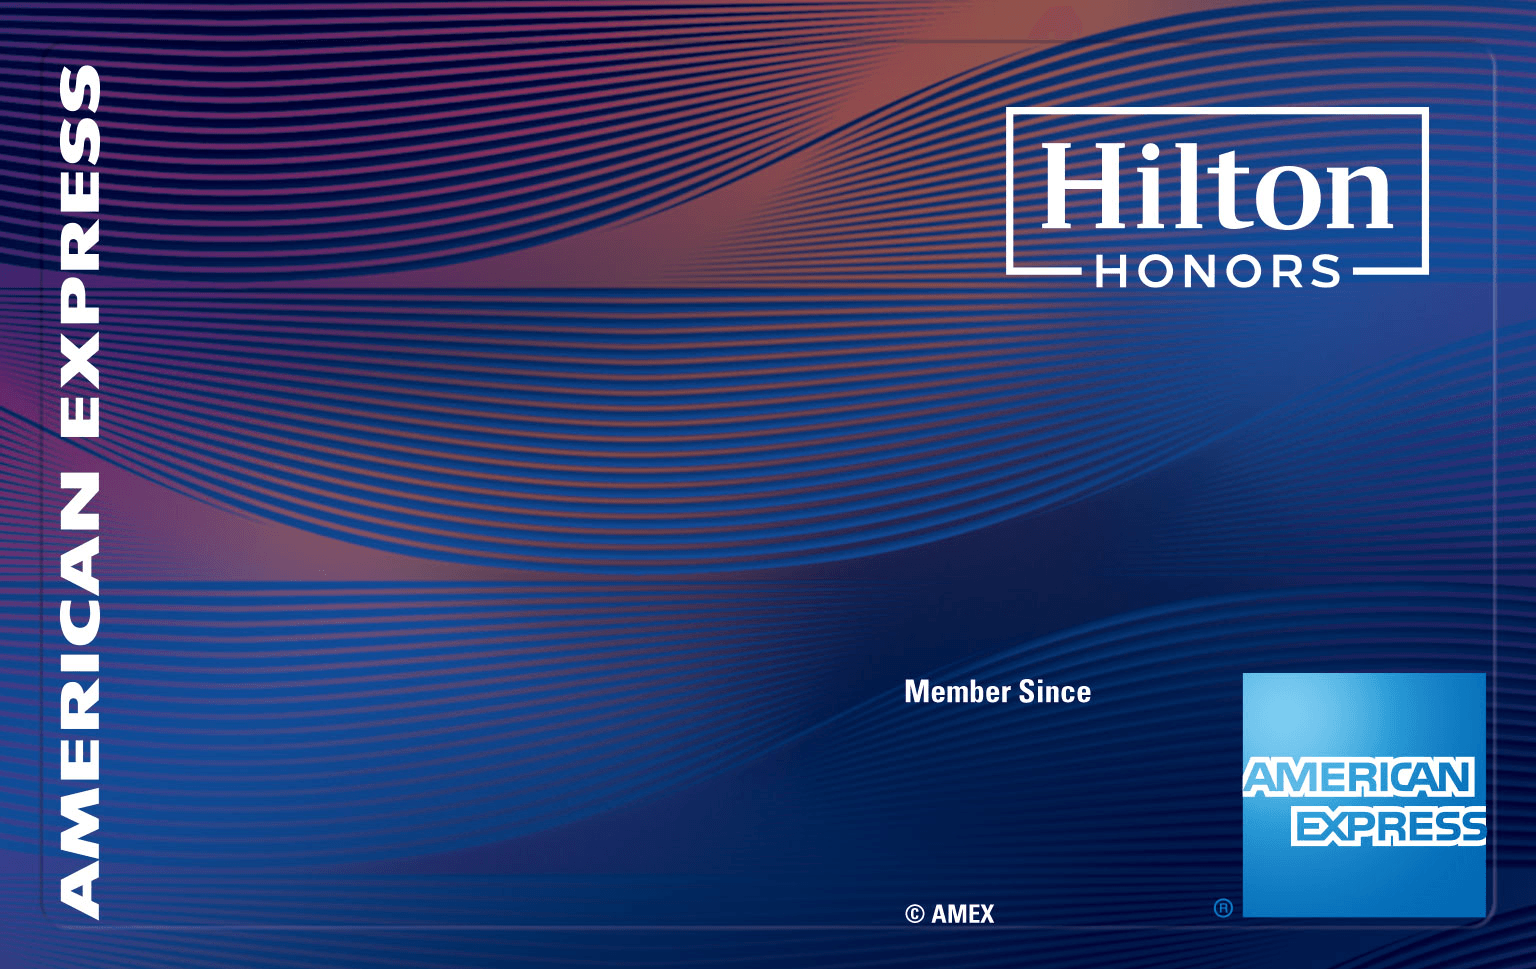 AMERICAN EXPRESS
Hilton
HONORS
Member Since
AMERICAN
EXPRESS
®
© AMEX